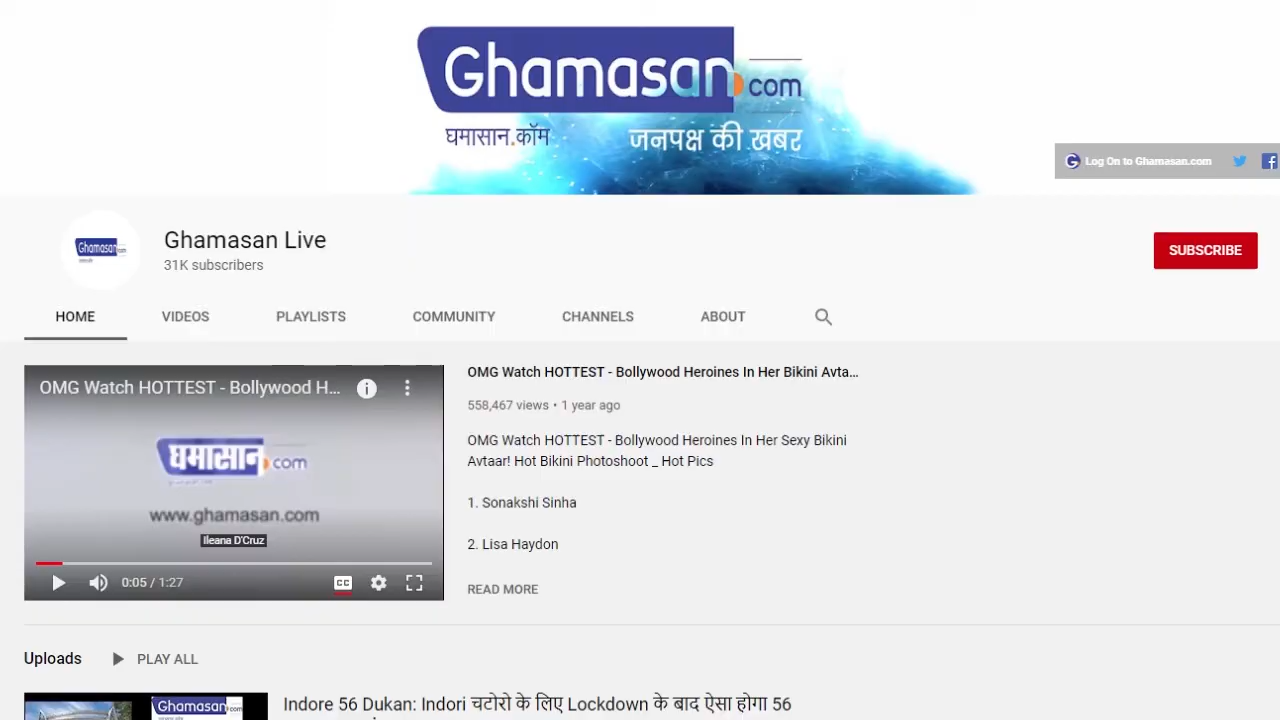 Ghamasan.com
घमासान.कॉम
जनपक्ष की खबर
Log On to Ghamasan.com
Ghamasan.com
Ghamasan Live
31K subscribers
SUBSCRIBE
HOME VIDEOS PLAYLISTS COMMUNITY CHANNELS ABOUT
OMG Watch HOTTEST - Bollywood H...
घमासान.com
www.ghamasan.com
Ileana D'Cruz
0:05 / 1:27
CC
OMG Watch HOTTEST - Bollywood Heroines In Her Bikini Avta...
558,467 views • 1 year ago
OMG Watch HOTTEST - Bollywood Heroines In Her Sexy Bikini
Avtaar! Hot Bikini Photoshoot _ Hot Pics
1. Sonakshi Sinha
2. Lisa Haydon
READ MORE
Uploads PLAY ALL
Ghamasan.com
Indore 56 Dukan: Indori चटोरो के लिए Lockdown के बाद ऐसा होगा 56